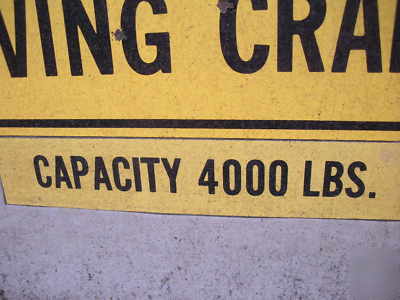 VING CRA
CAPACITY 4000 LBS.